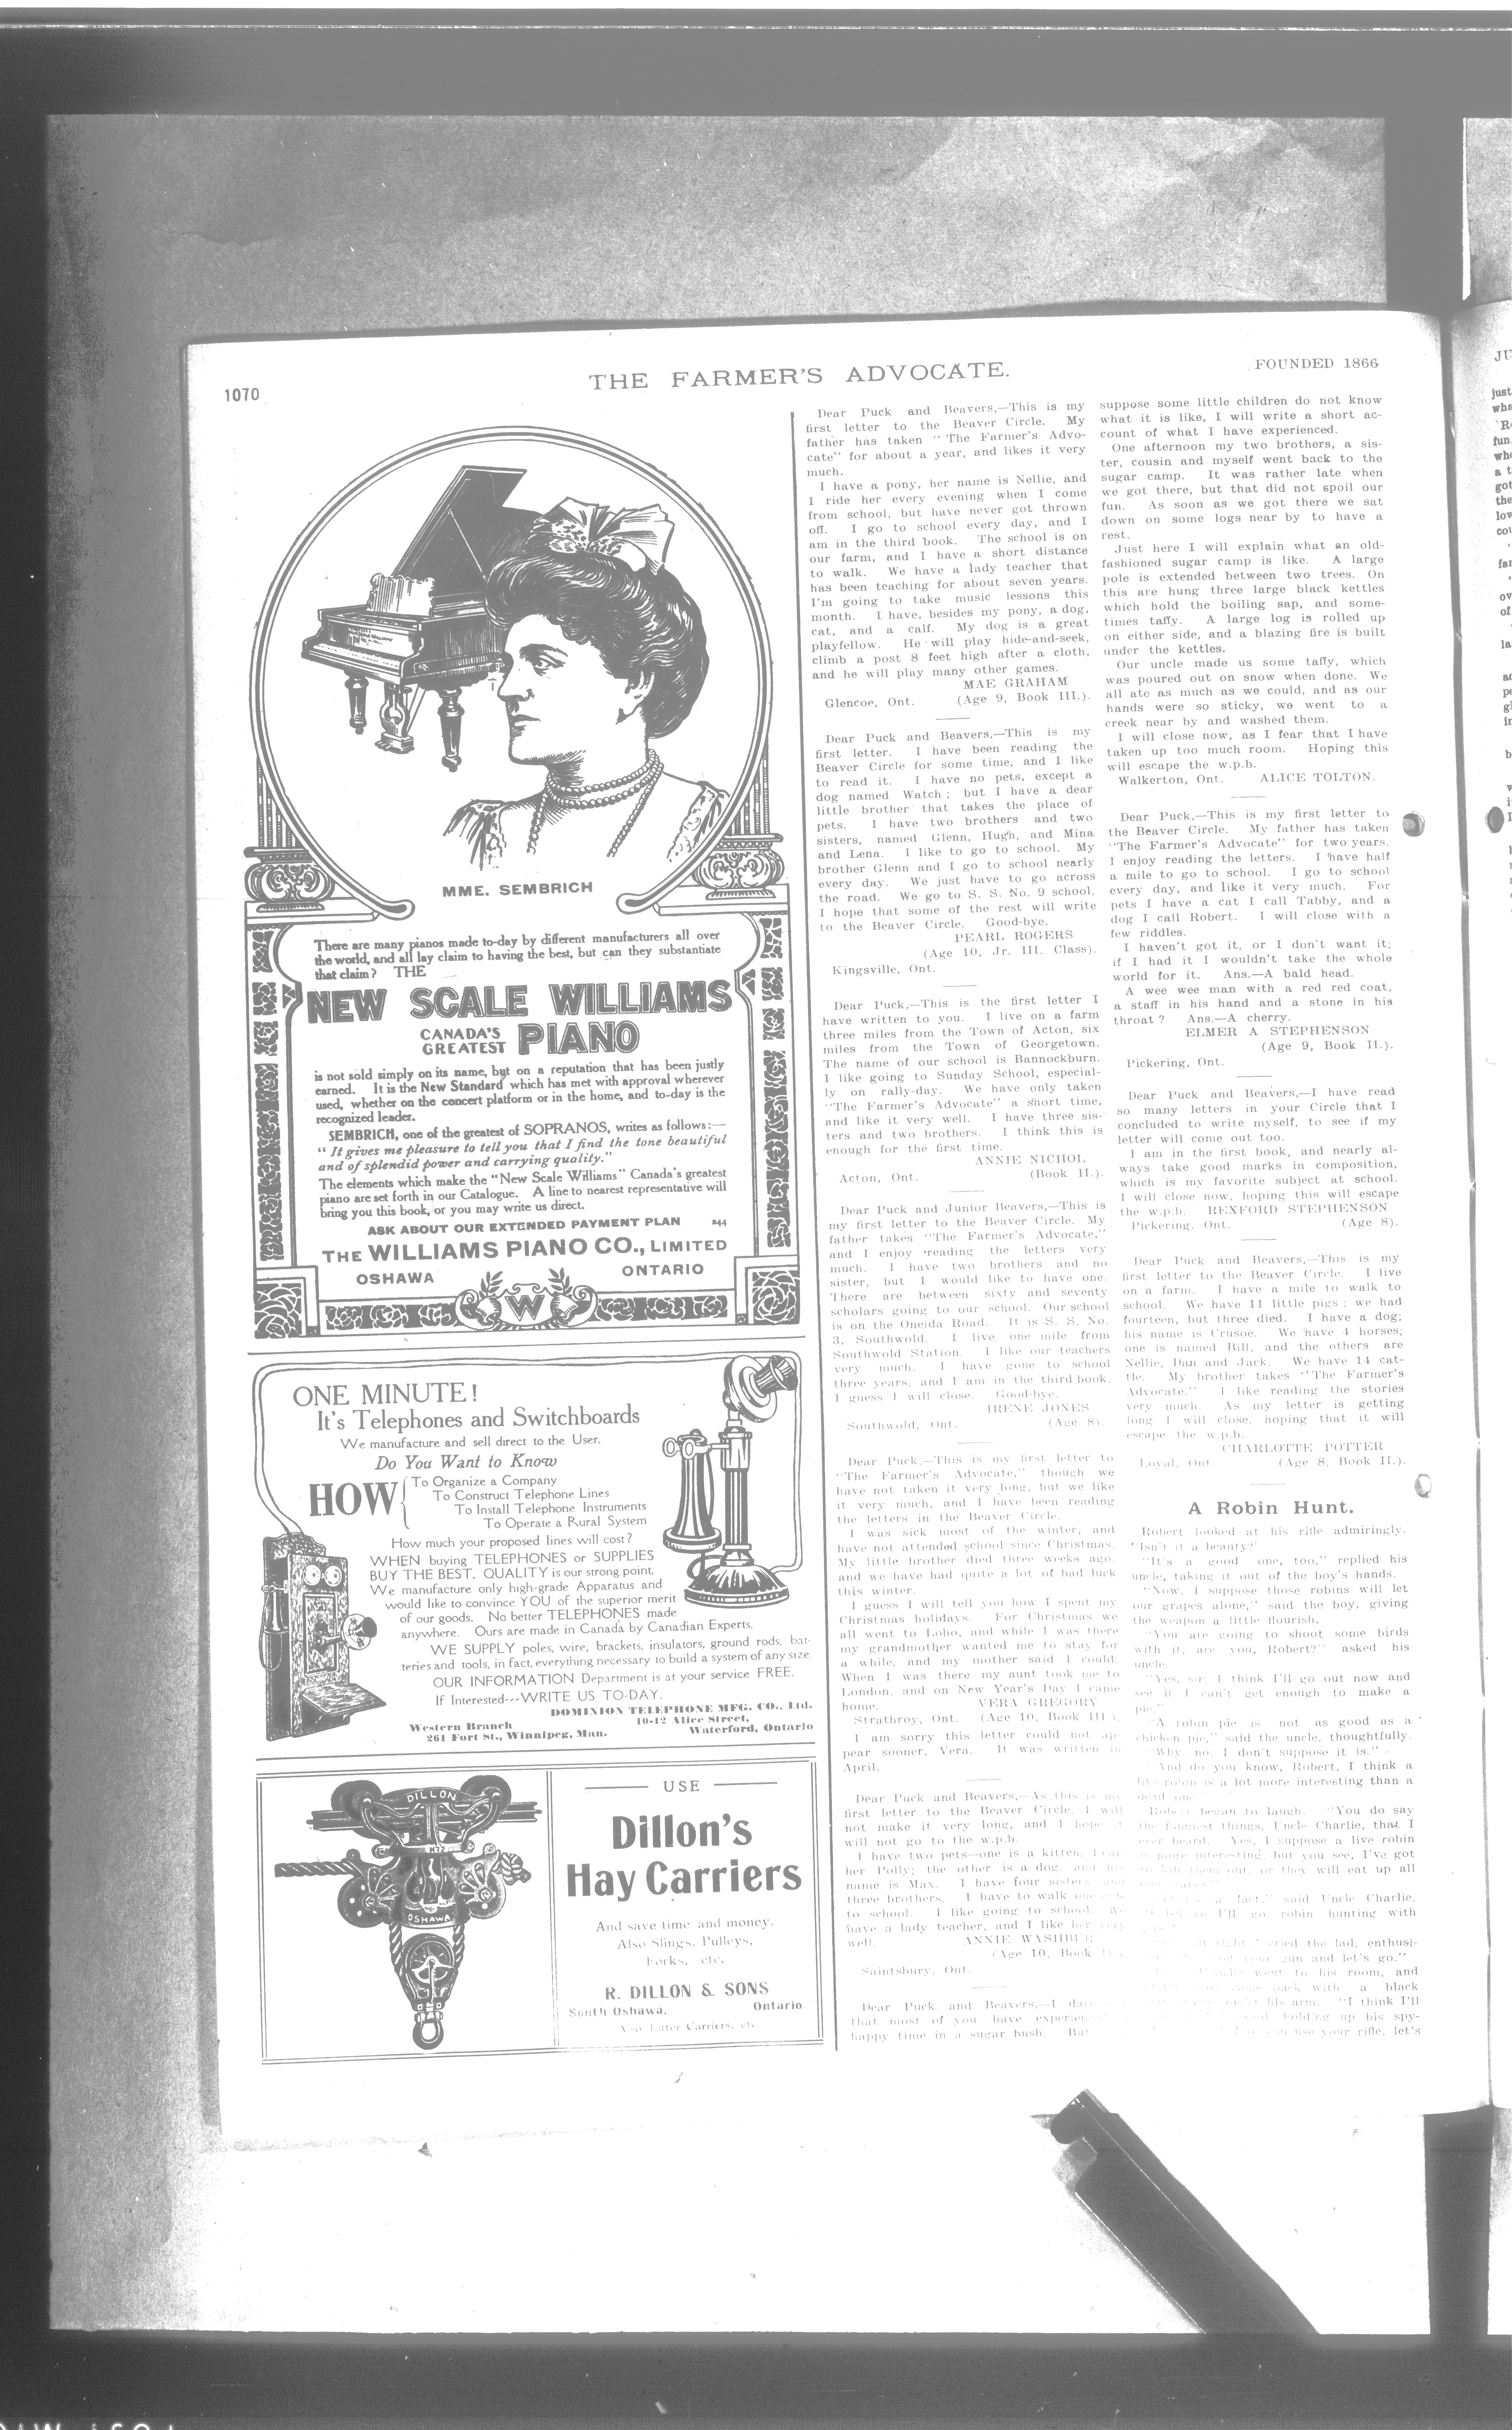 1070
THE FARMER'S ADVOCATE.
FOUNDED 1866
MME. SEMBRICH
There are many pianos made to-day by different manufacturers all over
the world, and all lay claim to having the best, but can they substantiate
that claim? THE
NEW SCALE WILLIAMS
CANADA'S
GREATEST
PIANO
is not sold simply on its name, but on a reputation that has been justly
earned. It is the New Standard which has met with approval wherever
used, whether on the concert platform or in the home, and to-day is the
recognized leader.
SEMBRICH, one of the greatest of SOPRANOS, writes as follows:—
"It gives me pleasure to tell you that I find the tone beautiful
and of splendid power and carrying quality."
The elements which make the "New Scale Williams" Canada's greatest
piano are set forth in our Catalogue. A line to nearest representative will
bring you this book, or you may write us direct.
ASK ABOUT OUR EXTENDED PAYMENT PLAN
THE WILLIAMS PIANO CO., LIMITED
OSHAWA ONTARIO
W
ONE MINUTE!
It's Telephones and Switchboards
We manufacture and sell direct to the User.
Do You Want to Know
HOW
To Organize a Company
To Construct Telephone Lines
To Install Telephone Instruments
To Operate a Rural System
How much your proposed lines will cost?
WHEN buying TELEPHONES or SUPPLIES
BUY THE BEST. QUALITY is our strong point.
We manufacture only high-grade Apparatus and
would like to convince YOU of the superior merit
of our goods. No better TELEPHONES made
anywhere. Ours are made in Canada by Canadian Experts.
WE SUPPLY poles, wire, brackets, insulators, ground rods, bat-
teries and tools, in fact, everything necessary to build a system of any size.
OUR INFORMATION Department is at your service FREE.
If Interested---WRITE US TO-DAY.
DOMINION TELEPHONE MFG. CO., Ltd.
Western Branch 10-12 Alice Street,
261 Fort St., Winnipeg, Man. Waterford, Ontario
DILLON
OSHAWA
USE
Dillon's
Hay Carriers
And save time and money.
Also Slings, Pulleys,
Forks, etc.
R. DILLON & SONS
South Oshawa, Ontario
Also Litter Carriers, etc.
Dear Puck and Beavers,—This is my
first letter to the Beaver Circle. My
father has taken "The Farmer's Advo-
cate" for about a year, and likes it very
much.
I have a pony, her name is Nellie, and
I ride her every evening when I come
from school, but have never got thrown
off. I go to school every day, and I
am in the third book. The school is on
our farm, and I have a short distance
to walk. We have a lady teacher that
has been teaching for about seven years.
I'm going to take music lessons this
month. I have, besides my pony, a dog,
cat, and a calf. My dog is a great
playfellow. He will play hide-and-seek,
climb a post 8 feet high after a cloth,
and he will play many other games.
MAE GRAHAM
Glencoe, Ont. (Age 9, Book III.).
Dear Puck and Beavers,—This is my
first letter. I have been reading the
Beaver Circle for some time, and I like
to read it. I have no pets, except a
dog named Watch; but I have a dear
little brother that takes the place of
pets. I have two brothers and two
sisters, named Glenn, Hugh, and Mina
and Lena. I like to go to school. My
brother Glenn and I go to school nearly
every day. We just have to go across
the road. We go to S. S. No. 9 school.
I hope that some of the rest will write
to the Beaver Circle. Good-bye.
PEARL ROGERS
(Age 10, Jr. III. Class).
Kingsville, Ont.
Dear Puck,—This is the first letter I
have written to you. I live on a farm
three miles from the Town of Acton, six
miles from the Town of Georgetown.
The name of our school is Bannockburn.
I like going to Sunday School, especial-
ly on rally-day. We have only taken
"The Farmer's Advocate" a short time,
and like it very well. I have three sis-
ters and two brothers. I think this is
enough for the first time.
ANNIE NICHOL
Acton, Ont. (Book II.).
Dear Puck and Junior Beavers,—This is
my first letter to the Beaver Circle. My
father takes "The Farmer's Advocate,"
and I enjoy reading the letters very
much. I have two brothers and no
sister, but I would like to have one.
There are between sixty and seventy
scholars going to our school. Our school
is on the Oneida Road. It is S. S. No.
3, Southwold. I live one mile from
Southwold Station. I like our teachers
very much. I have gone to school
three years, and I am in the third book.
I guess I will close. Good-bye.
IRENE JONES
Southwold, Ont. (Age 8).
Dear Puck,—This is my first letter to
"The Farmer's Advocate," though we
have not taken it very long, but we like
it very much, and I have been reading
the letters in the Beaver Circle.
I was sick most of the winter, and
have not attended school since Christmas.
My little brother died three weeks ago,
and we have had quite a lot of bad luck
this winter.
I guess I will tell you how I spent my
Christmas holidays. For Christmas we
all went to Lobo, and while I was there
my grandmother wanted me to stay for
a while, and my mother said I could.
When I was there my aunt took me to
London, and on New Year's Day I came
home. VERA GREGORY
Strathroy, Ont. (Age 10, Book III.).
I am sorry this letter could not ap-
pear sooner, Vera. It was written in
April.
Dear Puck and Beavers,—As this is my
first letter to the Beaver Circle, I will
not make it very long, and I hope it
will not go to the w.p.b.
I have two pets—one is a kitten, I call
her Polly; the other is a dog, and his
name is Max. I have four sisters and
three brothers. I have to walk one
to school. I like going to school. We
have a lady teacher, and I like her very
well. ANNIE WASHBU
(Age 10, Book
Saintsbury, Ont.
Dear Puck and Beavers,—I dare
that most of you have experienc
happy time in a sugar bush. But
suppose some little children do not know
what it is like, I will write a short ac-
count of what I have experienced.
One afternoon my two brothers, a sis-
ter, cousin and myself went back to the
sugar camp. It was rather late when
we got there, but that did not spoil our
fun. As soon as we got there we sat
down on some logs near by to have a
rest.
Just here I will explain what an old-
fashioned sugar camp is like. A large
pole is extended between two trees. On
this are hung three large black kettles
which hold the boiling sap, and some-
times taffy. A large log is rolled up
on either side, and a blazing fire is built
under the kettles.
Our uncle made us some taffy, which
was poured out on snow when done. We
all ate as much as we could, and as our
hands were so sticky, we went to a
creek near by and washed them.
I will close now, as I fear that I have
taken up too much room. Hoping this
will escape the w.p.b.
Walkerton, Ont. ALICE TOLTON.
Dear Puck,—This is my first letter to
the Beaver Circle. My father has taken
"The Farmer's Advocate" for two years.
I enjoy reading the letters. I have half
a mile to go to school. I go to school
every day, and like it very much. For
pets I have a cat I call Tabby, and a
dog I call Robert. I will close with a
few riddles.
I haven't got it, or I don't want it;
if I had it I wouldn't take the whole
world for it. Ans.—A bald head.
A wee wee man with a red red coat,
a staff in his hand and a stone in his
throat? Ans.—A cherry.
ELMER A STEPHENSON
(Age 9, Book II.).
Pickering, Ont.
Dear Puck and Beavers,—I have read
so many letters in your Circle that I
concluded to write myself, to see if my
letter will come out too.
I am in the first book, and nearly al-
ways take good marks in composition,
which is my favorite subject at school.
I will close now, hoping this will escape
the w.p.b. REXFORD STEPHENSON
Pickering, Ont. (Age 8).
Dear Puck and Beavers,—This is my
first letter to the Beaver Circle. I live
on a farm. I have a mile to walk to
school. We have 11 little pigs; we had
fourteen, but three died. I have a dog;
his name is Crusoe. We have 4 horses;
one is named Bill, and the others are
Nellie, Dan and Jack. We have 14 cat-
tle. My brother takes "The Farmer's
Advocate." I like reading the stories
very much. As my letter is getting
long I will close, hoping that it will
escape the w.p.b.
CHARLOTTE POTTER
Loyal, Ont. (Age 8, Book II.).
A Robin Hunt.
Robert looked at his rifle admiringly.
"Isn't it a beauty?"
"It's a good one, too," replied his
uncle, taking it out of the boy's hands.
"Now, I suppose those robins will let
our grapes alone," said the boy, giving
the weapon a little flourish.
"You are going to shoot some birds
with it, are you, Robert?" asked his
uncle.
"Yes, sir, I think I'll go out now and
see if I can't get enough to make a
pie."
"A robin pie is not as good as a
chicken pie," said the uncle, thoughtfully.
"Why, no; I don't suppose it is."
"And do you know, Robert, I think a
live robin is a lot more interesting than a
dead one."
Robert began to laugh. "You do say
the funniest things, Uncle Charlie, that I
ever heard. Yes, I suppose a live robin
is more interesting; but you see, I've got
to kill them out, or they will eat up all
a fact," said Uncle Charlie.
I'll go robin hunting with
right," cried the lad, enthusi-
your gun and let's go."
went to his room, and
back with a black
his arm. "I think I'll
said, holding up his spy-
use your rifle, let's